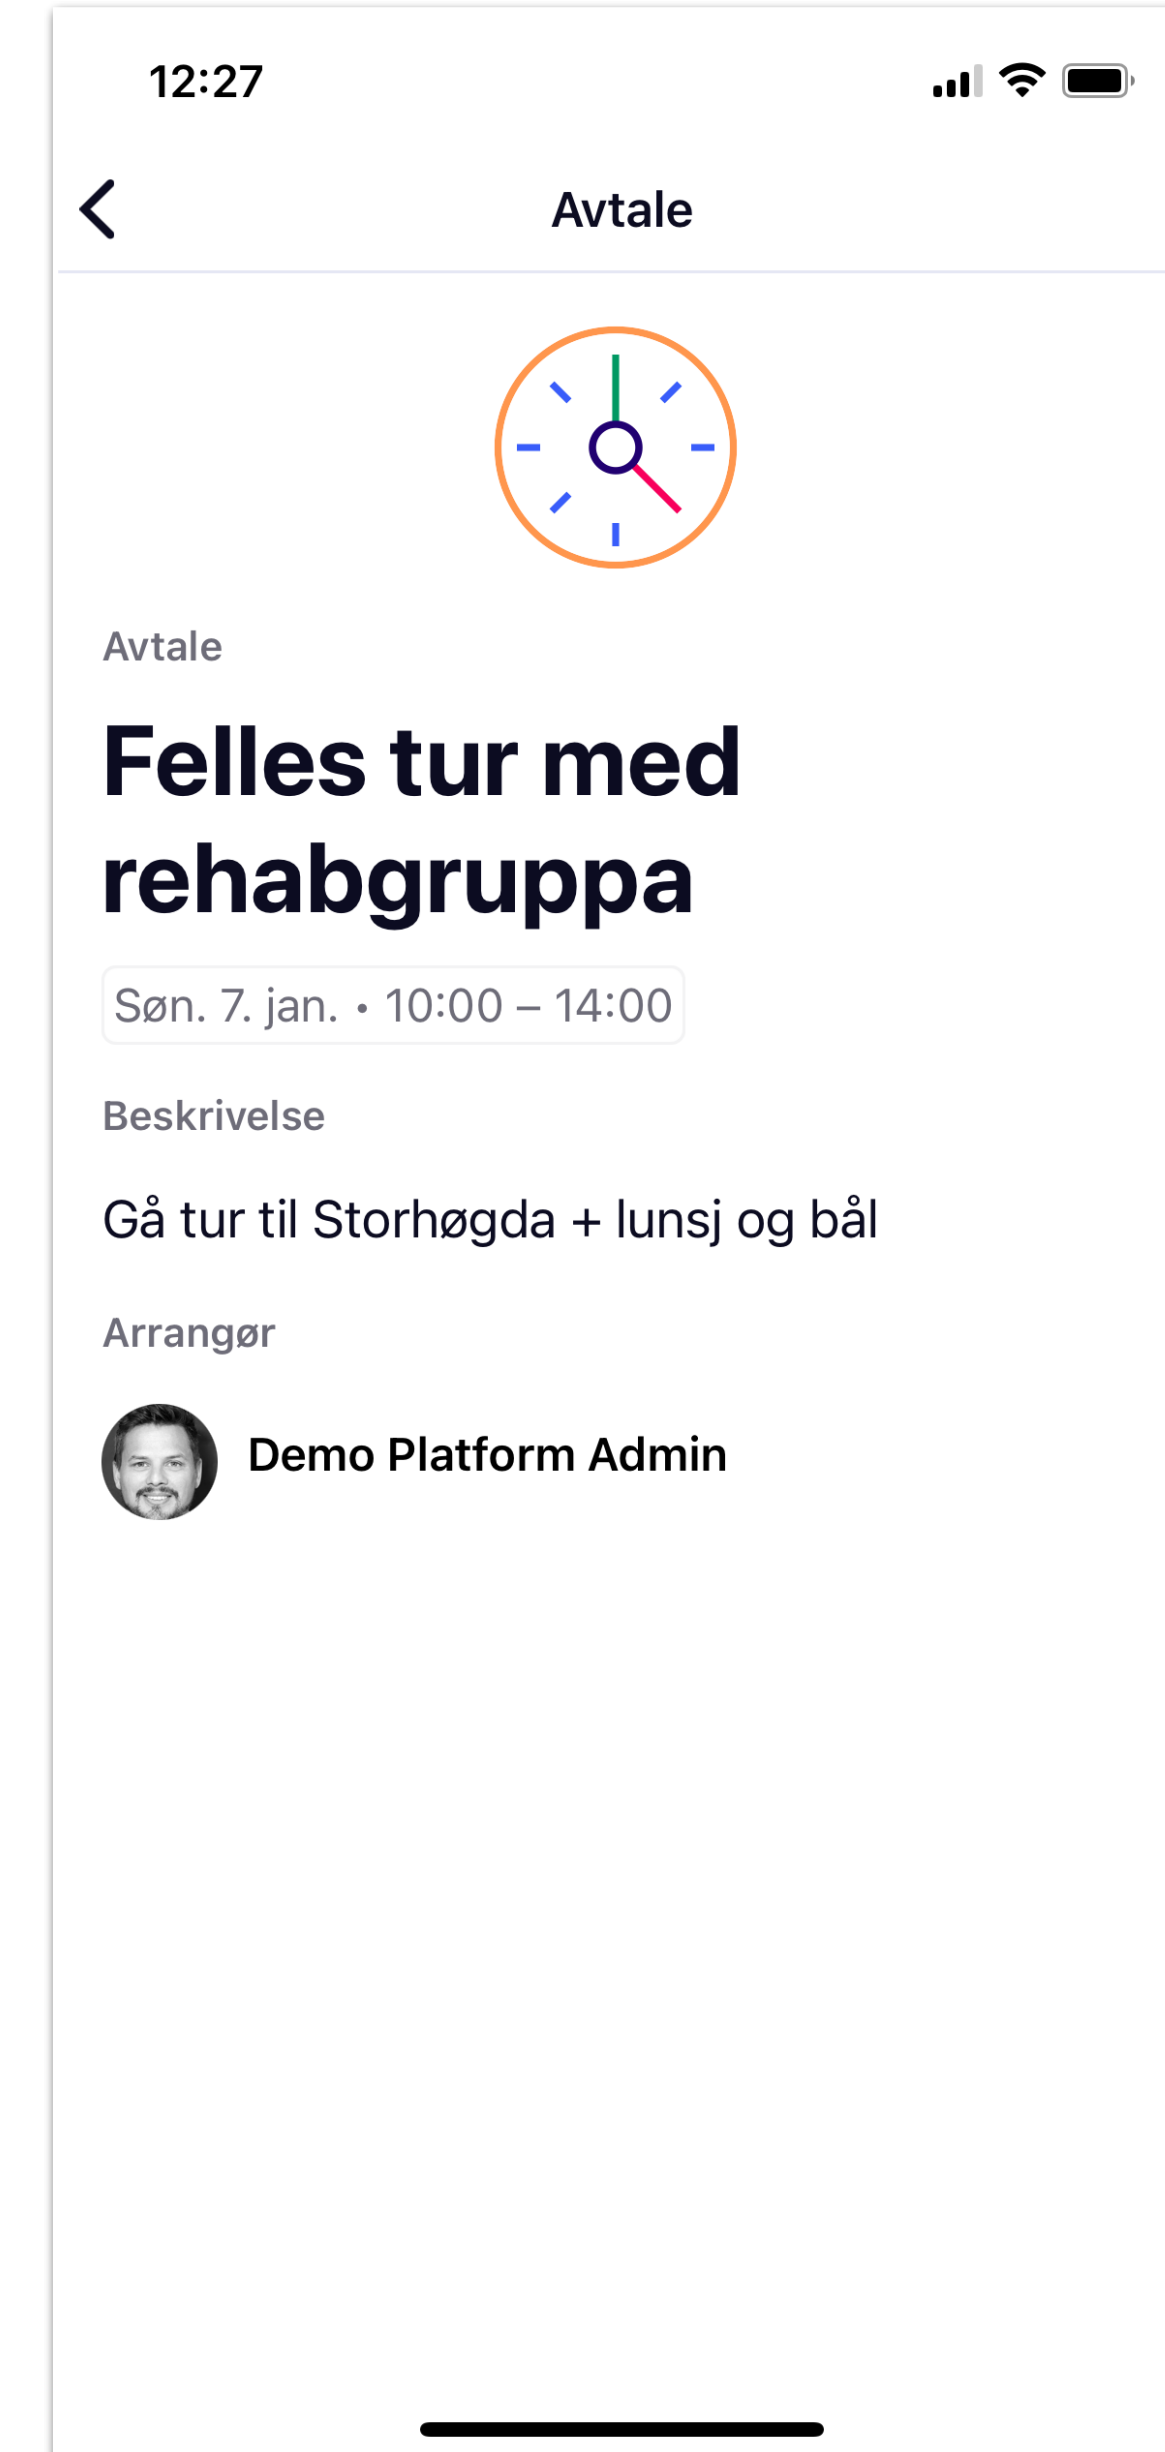 12:27
Avtale
Avtale
Felles tur med
rehabgruppa
Søn. 7. jan. • 10:00 – 14:00
Beskrivelse
Gå tur til Storhøgda + lunsj og bål
Arrangør
Demo Platform Admin